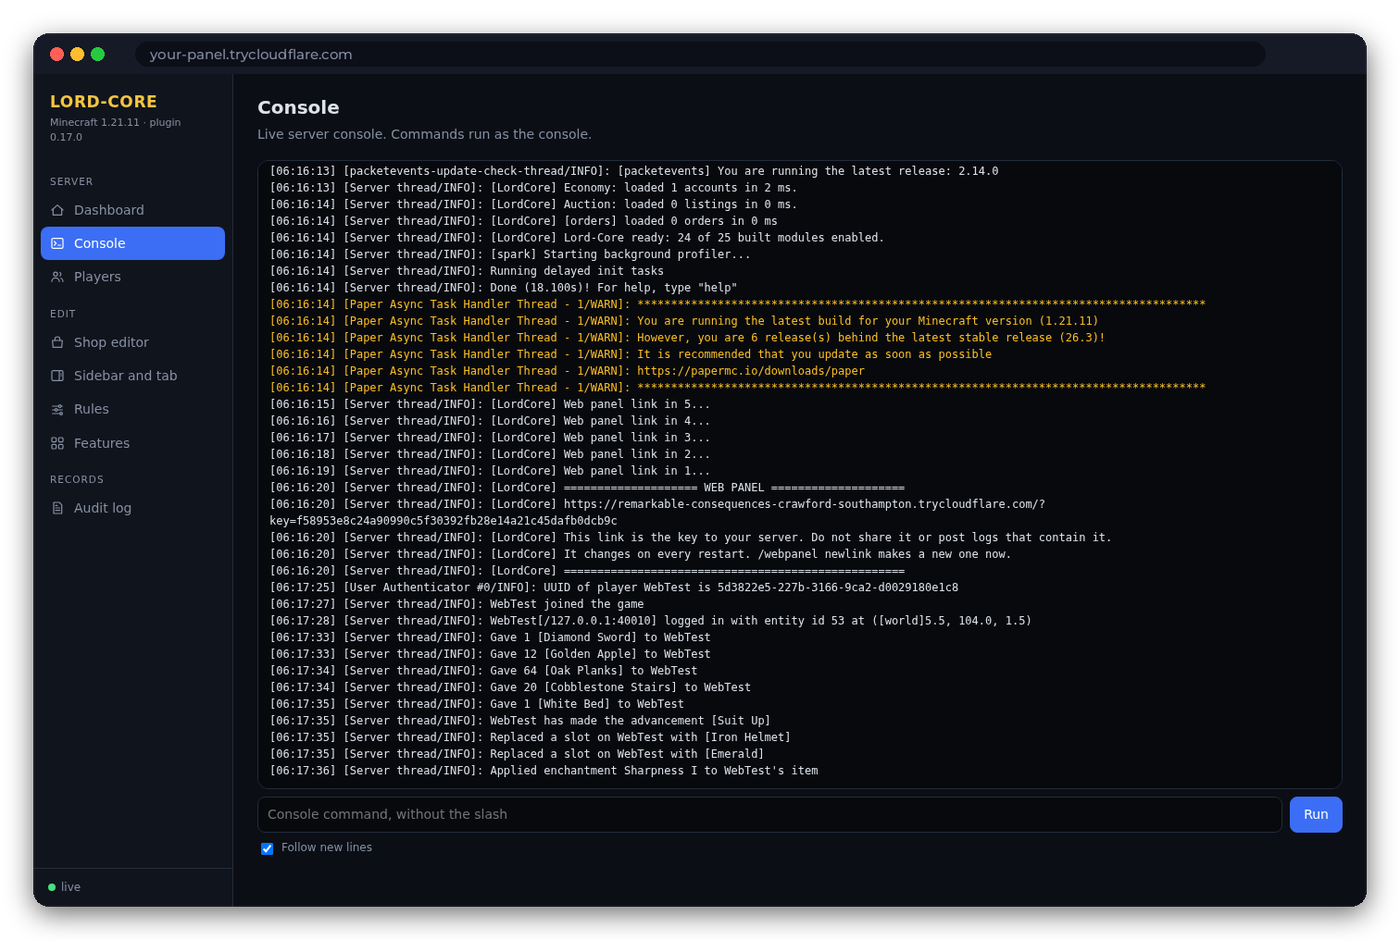 your-panel.trycloudflare.com
LORD-CORE
Minecraft 1.21.11 · plugin
0.17.0
SERVER
Dashboard
Console
Players
EDIT
Shop editor
Sidebar and tab
Rules
Features
RECORDS
Audit log
live
Console
Live server console. Commands run as the console.
[06:16:13] [packetevents-update-check-thread/INFO]: [packetevents] You are running the latest release: 2.14.0
[06:16:13] [Server thread/INFO]: [LordCore] Economy: loaded 1 accounts in 2 ms.
[06:16:14] [Server thread/INFO]: [LordCore] Auction: loaded 0 listings in 0 ms.
[06:16:14] [Server thread/INFO]: [LordCore] [orders] loaded 0 orders in 0 ms
[06:16:14] [Server thread/INFO]: [LordCore] Lord-Core ready: 24 of 25 built modules enabled.
[06:16:14] [Server thread/INFO]: [spark] Starting background profiler...
[06:16:14] [Server thread/INFO]: Running delayed init tasks
[06:16:14] [Server thread/INFO]: Done (18.100s)! For help, type "help"
[06:16:14] [Paper Async Task Handler Thread - 1/WARN]: *************************************************************************************
[06:16:14] [Paper Async Task Handler Thread - 1/WARN]: You are running the latest build for your Minecraft version (1.21.11)
[06:16:14] [Paper Async Task Handler Thread - 1/WARN]: However, you are 6 release(s) behind the latest stable release (26.3)!
[06:16:14] [Paper Async Task Handler Thread - 1/WARN]: It is recommended that you update as soon as possible
[06:16:14] [Paper Async Task Handler Thread - 1/WARN]: https://papermc.io/downloads/paper
[06:16:14] [Paper Async Task Handler Thread - 1/WARN]: *************************************************************************************
[06:16:15] [Server thread/INFO]: [LordCore] Web panel link in 5...
[06:16:16] [Server thread/INFO]: [LordCore] Web panel link in 4...
[06:16:17] [Server thread/INFO]: [LordCore] Web panel link in 3...
[06:16:18] [Server thread/INFO]: [LordCore] Web panel link in 2...
[06:16:19] [Server thread/INFO]: [LordCore] Web panel link in 1...
[06:16:20] [Server thread/INFO]: [LordCore] ==================== WEB PANEL ====================
[06:16:20] [Server thread/INFO]: [LordCore] https://remarkable-consequences-crawford-southampton.trycloudflare.com/?
key=f58953e8c24a90990c5f30392fb28e14a21c45dafb0dcb9c
[06:16:20] [Server thread/INFO]: [LordCore] This link is the key to your server. Do not share it or post logs that contain it.
[06:16:20] [Server thread/INFO]: [LordCore] It changes on every restart. /webpanel newlink makes a new one now.
[06:16:20] [Server thread/INFO]: [LordCore] ===================================================
[06:17:25] [User Authenticator #0/INFO]: UUID of player WebTest is 5d3822e5-227b-3166-9ca2-d0029180e1c8
[06:17:27] [Server thread/INFO]: WebTest joined the game
[06:17:28] [Server thread/INFO]: WebTest[/127.0.0.1:40010] logged in with entity id 53 at ([world]5.5, 104.0, 1.5)
[06:17:33] [Server thread/INFO]: Gave 1 [Diamond Sword] to WebTest
[06:17:33] [Server thread/INFO]: Gave 12 [Golden Apple] to WebTest
[06:17:34] [Server thread/INFO]: Gave 64 [Oak Planks] to WebTest
[06:17:34] [Server thread/INFO]: Gave 20 [Cobblestone Stairs] to WebTest
[06:17:35] [Server thread/INFO]: Gave 1 [White Bed] to WebTest
[06:17:35] [Server thread/INFO]: WebTest has made the advancement [Suit Up]
[06:17:35] [Server thread/INFO]: Replaced a slot on WebTest with [Iron Helmet]
[06:17:35] [Server thread/INFO]: Replaced a slot on WebTest with [Emerald]
[06:17:36] [Server thread/INFO]: Applied enchantment Sharpness I to WebTest's item
Console command, without the slash
Run
Follow new lines